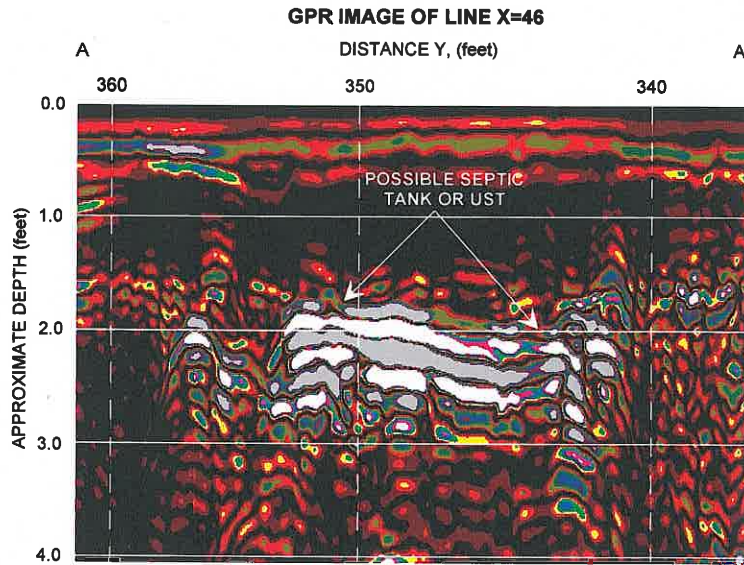 GPR IMAGE OF LINE X=46
A DISTANCE Y, (feet) A
360 350 340
0.0
POSSIBLE SEPTIC
TANK OR UST
1.0
2.0
3.0
4.0
APPROXIMATE DEPTH (feet)